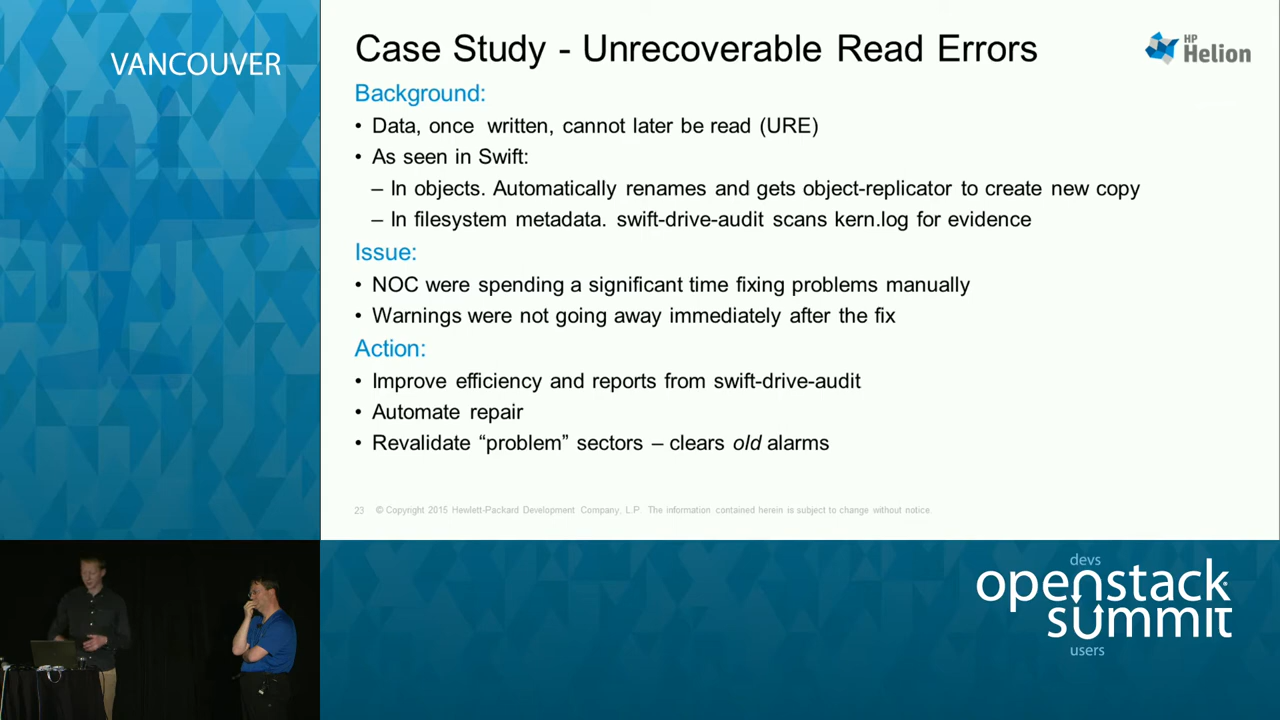 VANCOUVER
Case Study - Unrecoverable Read Errors
HP
Helion
Background:
• Data, once written, cannot later be read (URE)
• As seen in Swift:
– In objects. Automatically renames and gets object-replicator to create new copy
– In filesystem metadata. swift-drive-audit scans kern.log for evidence
Issue:
• NOC were spending a significant time fixing problems manually
• Warnings were not going away immediately after the fix
Action:
• Improve efficiency and reports from swift-drive-audit
• Automate repair
• Revalidate “problem” sectors – clears old alarms
23 © Copyright 2015 Hewlett-Packard Development Company, L.P. The information contained herein is subject to change without notice.
devs
openstack
summit
users